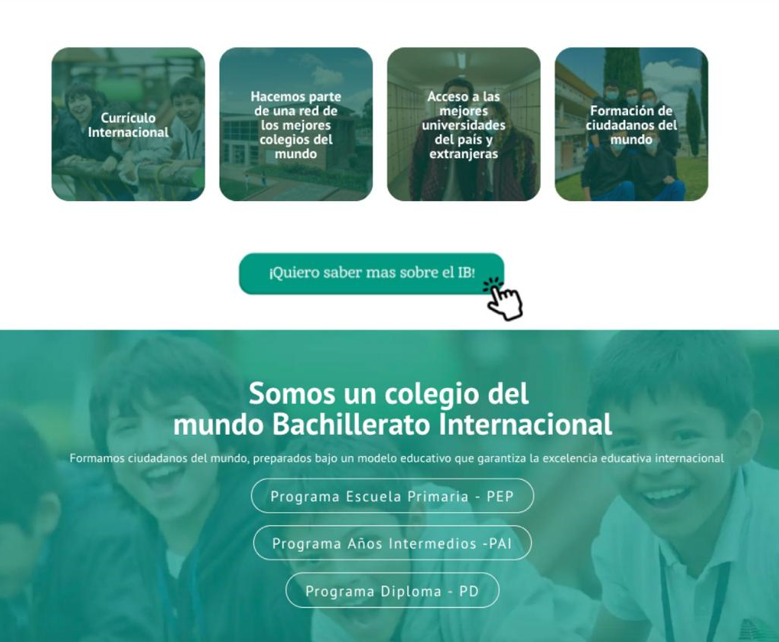 Currículo
Internacional
Hacemos parte
de una red de
los mejores
colegios del
mundo
Acceso a las
mejores
universidades
del país y
extranjeras
Formación de
ciudadanos del
mundo
¡Quiero saber mas sobre el IB!
Somos un colegio del
mundo Bachillerato Internacional
Formamos ciudadanos del mundo, preparados bajo un modelo educativo que garantiza la excelencia educativa internacional
Programa Escuela Primaria - PEP
Programa Años Intermedios -PAI
Programa Diploma - PD